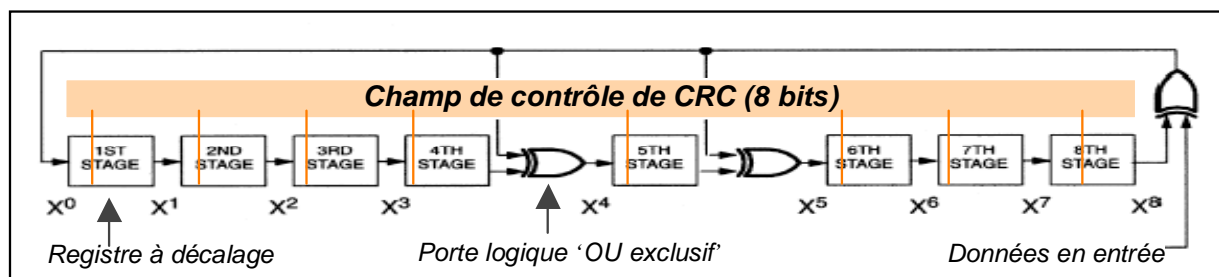 Champ de contrôle de CRC (8 bits)
1ST STAGE
2ND STAGE
3RD STAGE
4TH STAGE
5TH STAGE
6TH STAGE
7TH STAGE
8TH STAGE
X0 X1 X2 X3 X4 X5 X6 X7 X8
Registre à décalage
Porte logique ‘OU exclusif’
Données en entrée